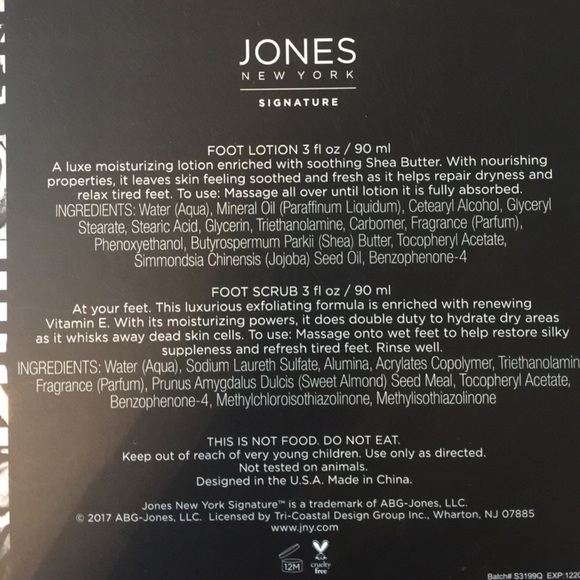 JONES
NEW YORK
SIGNATURE
FOOT LOTION 3 fl oz / 90 ml
A luxe moisturizing lotion enriched with soothing Shea Butter. With nourishing
properties, it leaves skin feeling soothed and fresh as it helps repair dryness and
relax tired feet. To use: Massage all over until lotion it is fully absorbed.
INGREDIENTS: Water (Aqua), Mineral Oil (Paraffinum Liquidum), Cetearyl Alcohol, Glyceryl
Stearate, Stearic Acid, Glycerin, Triethanolamine, Carbomer, Fragrance (Parfum),
Phenoxyethanol, Butyrospermum Parkii (Shea) Butter, Tocopheryl Acetate,
Simmondsia Chinensis (Jojoba) Seed Oil, Benzophenone-4
FOOT SCRUB 3 fl oz / 90 ml
At your feet. This luxurious exfoliating formula is enriched with renewing
Vitamin E. With its moisturizing powers, it does double duty to hydrate dry areas
as it whisks away dead skin cells. To use: Massage onto wet feet to help restore silky
suppleness and refresh tired feet. Rinse well.
INGREDIENTS: Water (Aqua), Sodium Laureth Sulfate, Alumina, Acrylates Copolymer, Triethanolamin
Fragrance (Parfum), Prunus Amygdalus Dulcis (Sweet Almond) Seed Meal, Tocopheryl Acetate,
Benzophenone-4, Methylchloroisothiazolinone, Methylisothiazolinone
THIS IS NOT FOOD. DO NOT EAT.
Keep out of reach of very young children. Use only as directed.
Not tested on animals.
Designed in the U.S.A. Made in China.
Jones New York Signature™ is a trademark of ABG-Jones, LLC.
© 2017 ABG-Jones, LLC. Licensed by Tri-Coastal Design Group Inc., Wharton, NJ 07885
www.jny.com
12M
cruelty
free
Batch# S3199Q EXP:1220